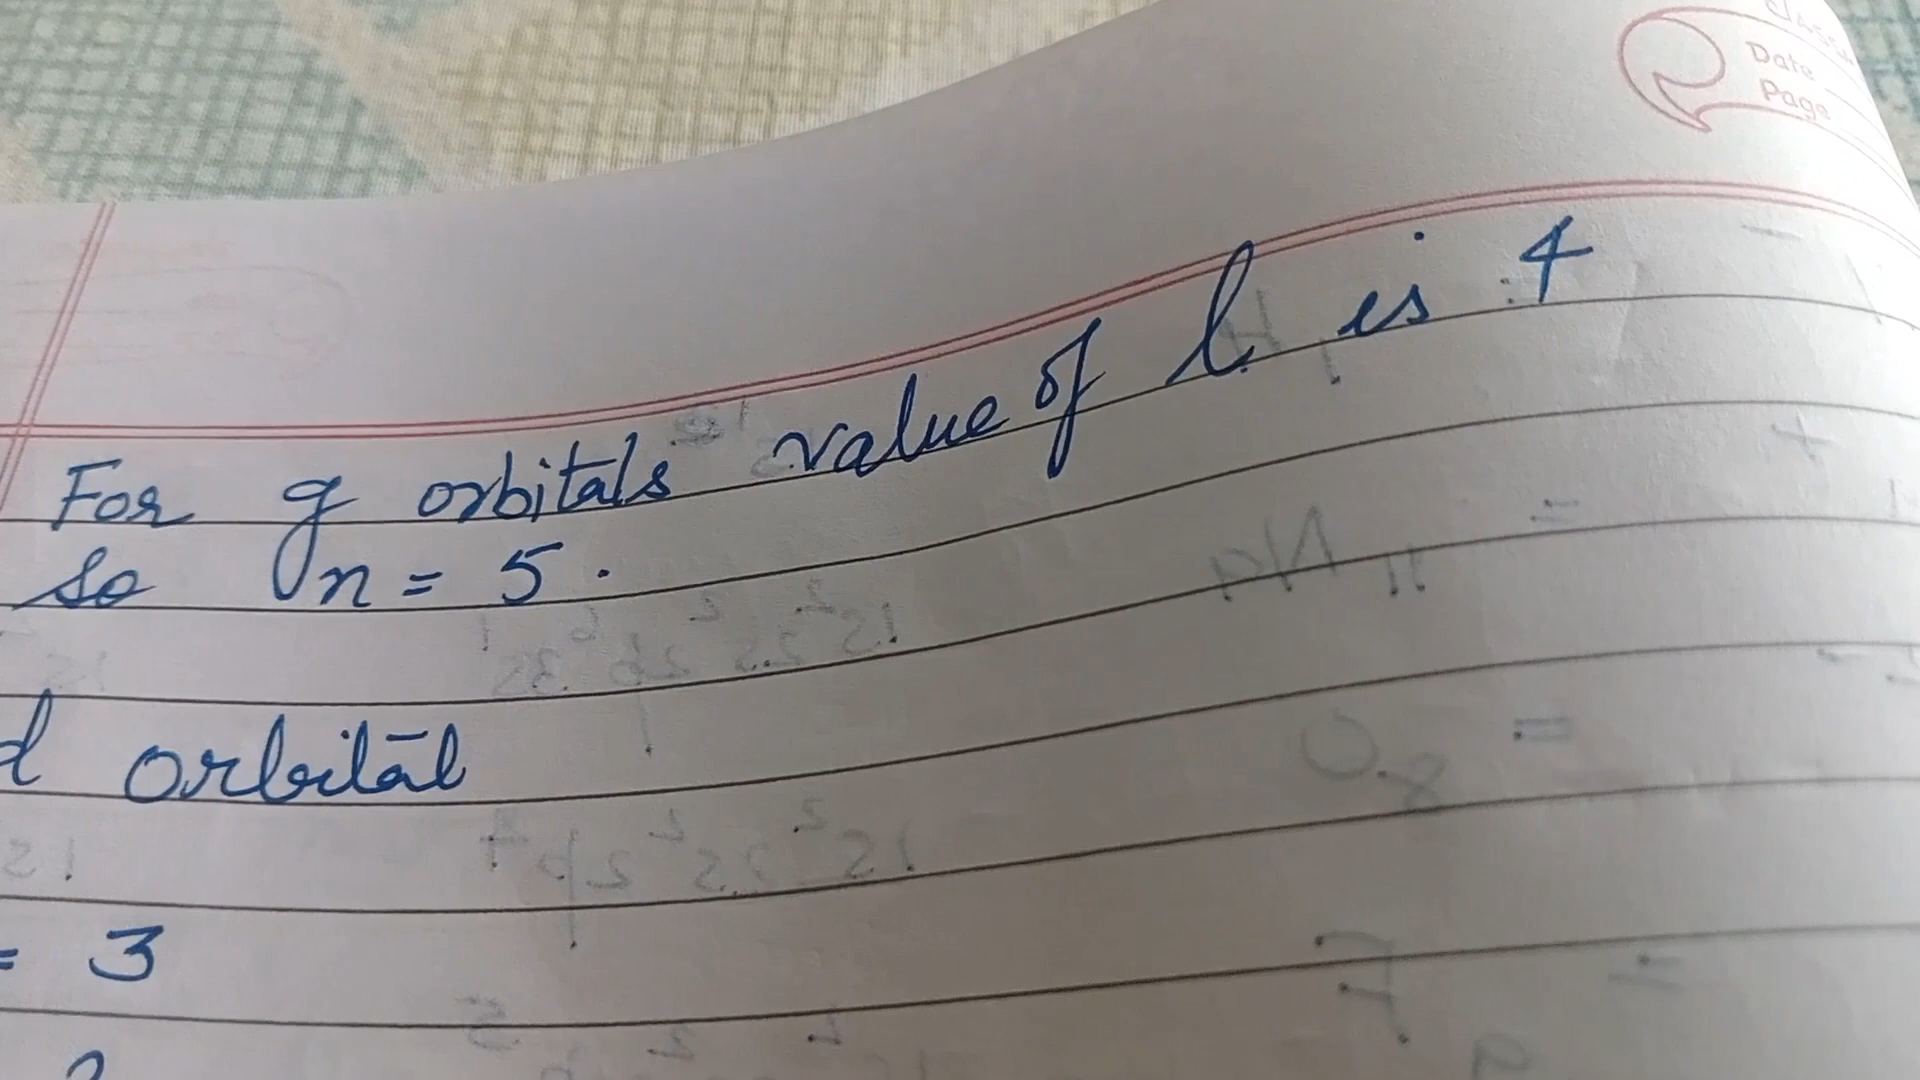 Date
Page
For g orbitals value of l is 4
So n = 5.
d orbital
= 3